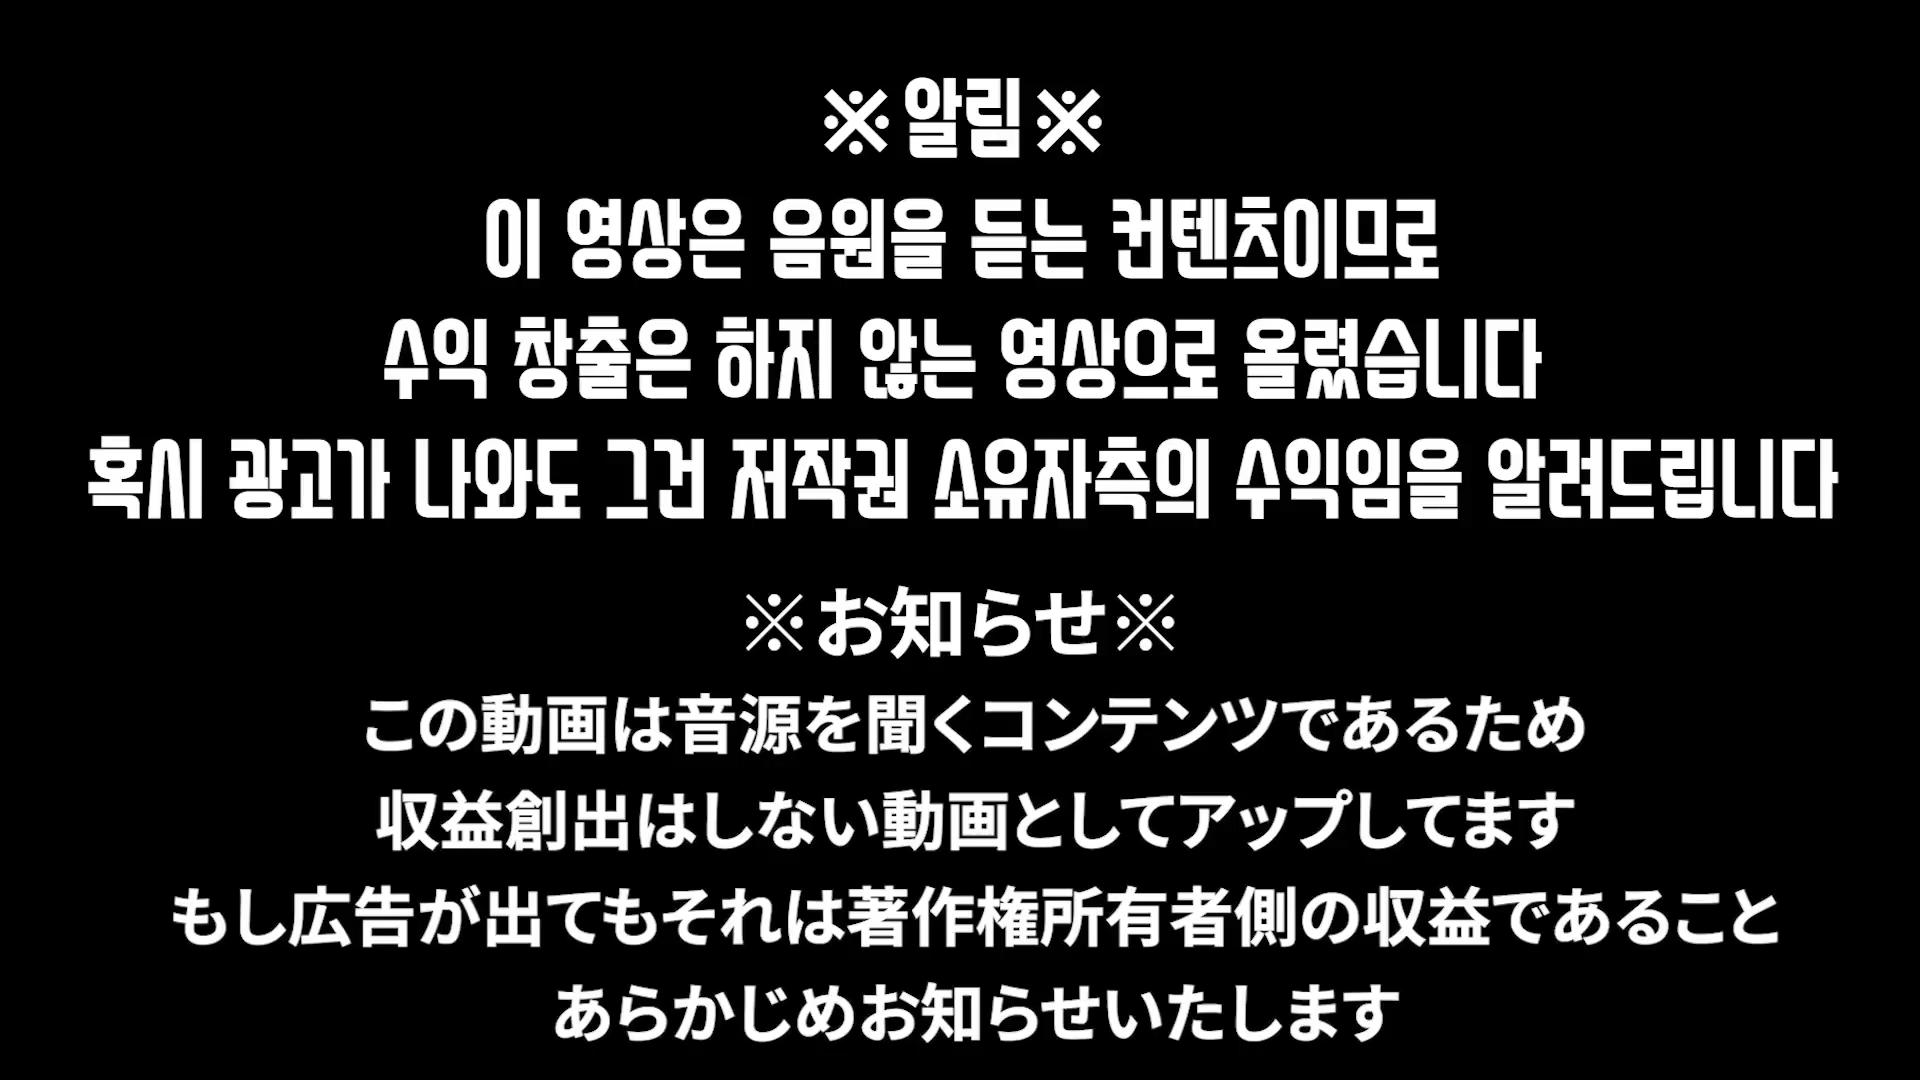 ※알림※
이 영상은 음원을 듣는 컨텐츠이므로
수익 창출은 하지 않는 영상으로 올렸습니다
혹시 광고가 나와도 그건 저작권 소유자측의 수익임을 알려드립니다
※お知らせ※
この動画は音源を聞くコンテンツであるため
収益創出はしない動画としてアップしてます
もし広告が出てもそれは著作権所有者側の収益であること
あらかじめお知らせいたします